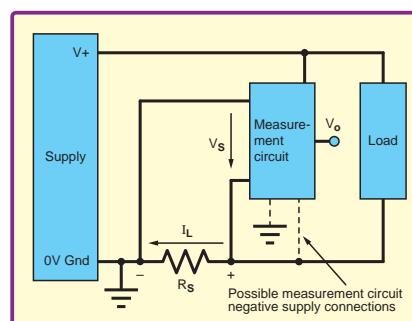 V+
Supply
0V Gnd
Measure-
ment
circuit
VS
Vo
Load
IL
–
+
RS
Possible measurement circuit
negative supply connections